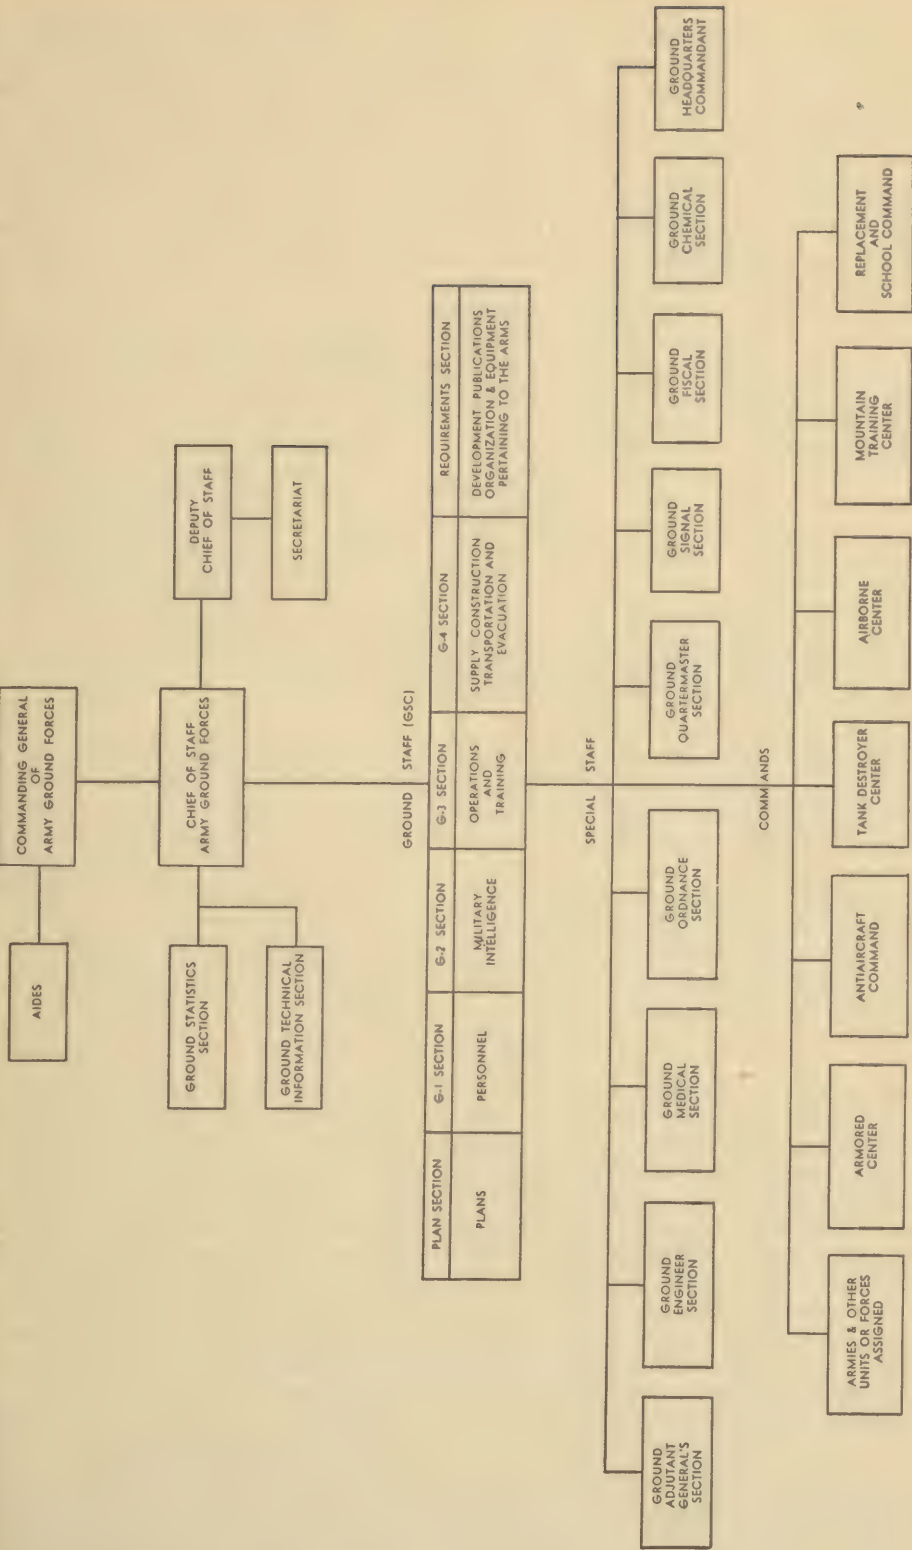 COMMANDING GENERAL
OF
ARMY GROUND FORCES
AIDES
CHIEF OF STAFF
ARMY GROUND FORCES
DEPUTY
CHIEF OF STAFF
SECRETARIAT
GROUND STATISTICS
SECTION
GROUND TECHNICAL
INFORMATION SECTION
GROUND STAFF (GSC)
PLAN SECTION
G-1 SECTION
G-2 SECTION
G-3 SECTION
G-4 SECTION
REQUIREMENTS SECTION
PLANS
PERSONNEL
MILITARY
INTELLIGENCE
OPERATIONS
AND
TRAINING
SUPPLY CONSTRUCTION
TRANSPORTATION AND
EVACUATION
DEVELOPMENT PUBLICATIONS
ORGANIZATION & EQUIPMENT
PERTAINING TO THE ARMS
SPECIAL STAFF
GROUND
ADJUTANT
GENERAL'S
SECTION
GROUND
ENGINEER
SECTION
GROUND
MEDICAL
SECTION
GROUND
ORDNANCE
SECTION
GROUND
QUARTERMASTER
SECTION
GROUND
SIGNAL
SECTION
GROUND
FISCAL
SECTION
GROUND
CHEMICAL
SECTION
GROUND
HEADQUARTERS
COMMANDANT
COMMANDS
ARMIES & OTHER
UNITS OR FORCES
ASSIGNED
ARMORED
CENTER
ANTIAIRCRAFT
COMMAND
TANK DESTROYER
CENTER
AIRBORNE
CENTER
MOUNTAIN
TRAINING
CENTER
REPLACEMENT
AND
SCHOOL COMMAND